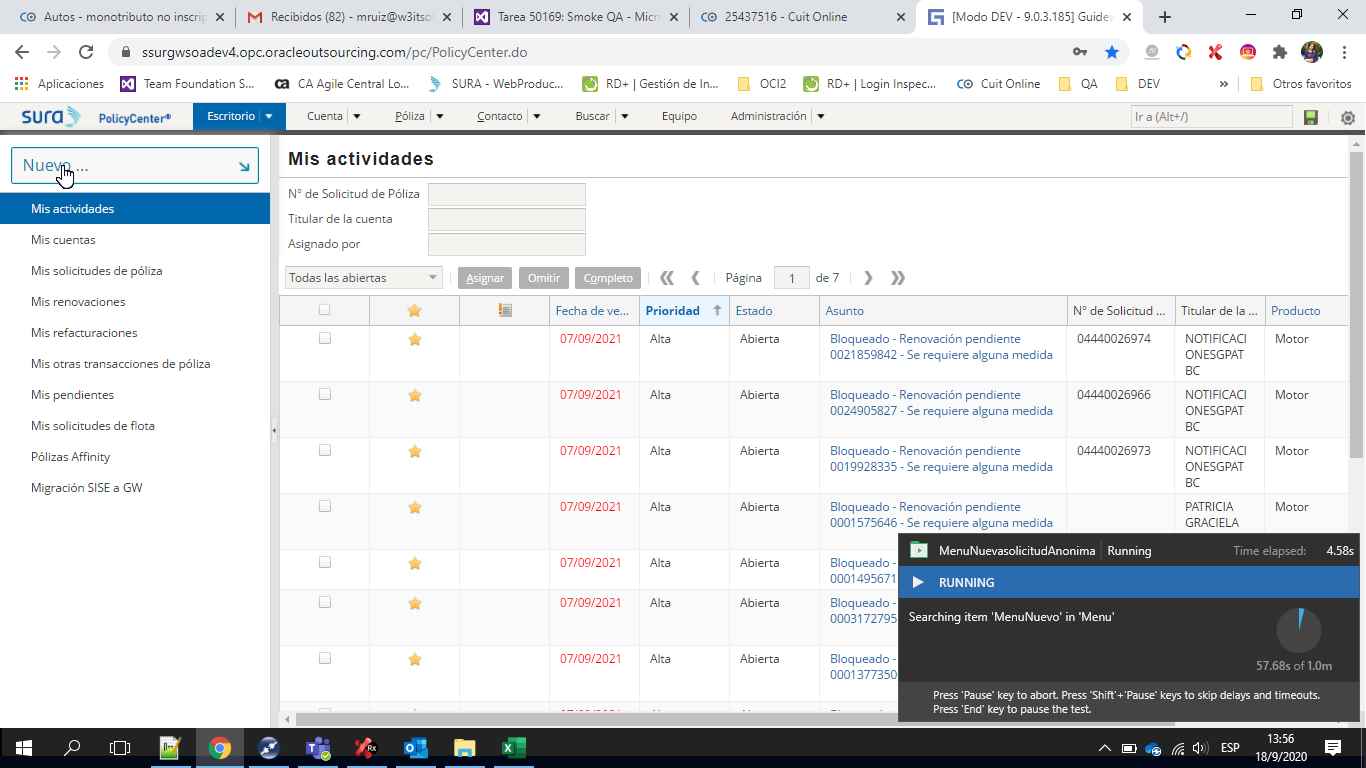 Autos - monotributo no inscrip
Recibidos (82) - mruiz@w3itsol
Tarea 50169: Smoke QA - Micr
25437516 - Cuit Online
[Modo DEV - 9.0.3.185] Guidew
ssurgwsoadev4.opc.oracleoutsourcing.com/pc/PolicyCenter.do
Aplicaciones
Team Foundation S...
CA Agile Central Lo...
SURA - WebProduc...
RD+ | Gestión de In...
OCI2
RD+ | Login Inspec...
Cuit Online
QA
DEV
»
Otros favoritos
sura PolicyCenter®
Escritorio
Cuenta
Póliza
Contacto
Buscar
Equipo
Administración
Ir a (Alt+/)
Nuevo ...
Mis actividades
Mis cuentas
Mis solicitudes de póliza
Mis renovaciones
Mis refacturaciones
Mis otras transacciones de póliza
Mis pendientes
Mis solicitudes de flota
Pólizas Affinity
Migración SISE a GW
Mis actividades
N° de Solicitud de Póliza
Titular de la cuenta
Asignado por
Todas las abiertas
Asignar
Omitir
Completo
Página 1 de 7
Fecha de ve... Prioridad Estado Asunto N° de Solicitud ... Titular de la ... Producto
07/09/2021 Alta Abierta Bloqueado - Renovación pendiente 04440026974 NOTIFICACI Motor
0021859842 - Se requiere alguna medida ONESGPAT
BC
07/09/2021 Alta Abierta Bloqueado - Renovación pendiente 04440026966 NOTIFICACI Motor
0024905827 - Se requiere alguna medida ONESGPAT
BC
07/09/2021 Alta Abierta Bloqueado - Renovación pendiente 04440026973 NOTIFICACI Motor
0019928335 - Se requiere alguna medida ONESGPAT
BC
07/09/2021 Alta Abierta Bloqueado - Renovación pendiente PATRICIA Motor
0001575646 - Se requiere alguna medida GRACIELA
07/09/2021 Alta Abierta Bloqueado -
0001495671
07/09/2021 Alta Abierta Bloqueado -
0003172795
07/09/2021 Alta Abierta Bloqueado -
0001377350
MenuNuevasolicitudAnonima Running Time elapsed: 4.58s
RUNNING
Searching item 'MenuNuevo' in 'Menu'
57.68s of 1.0m
Press 'Pause' key to abort. Press 'Shift'+'Pause' keys to skip delays and timeouts.
Press 'End' key to pause the test.
ESP
13:56
18/9/2020